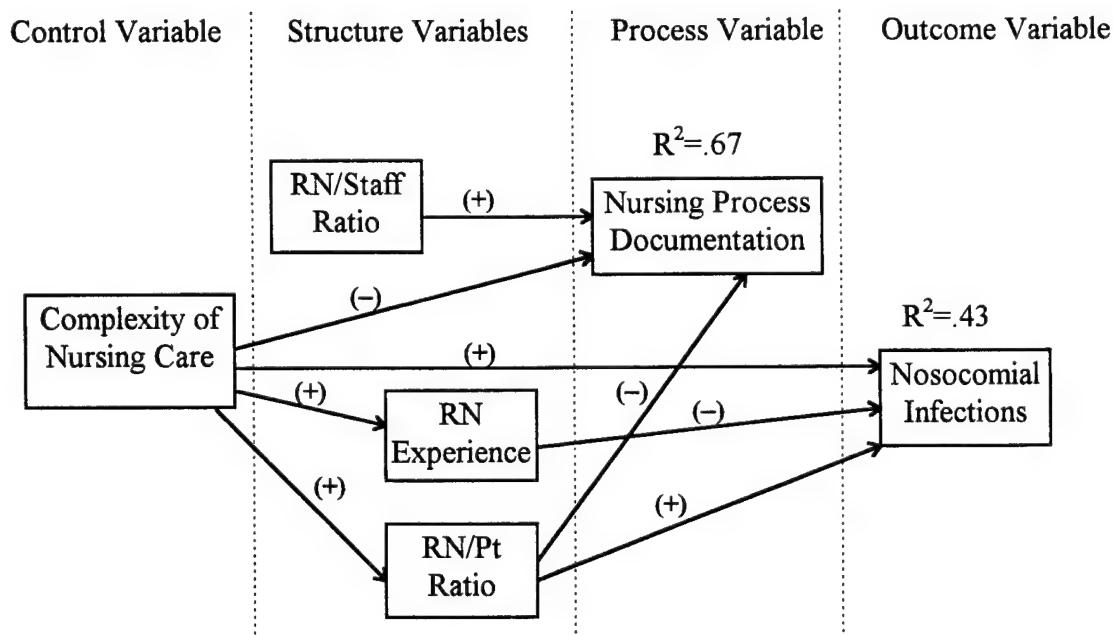 Control Variable
Structure Variables
Process Variable
Outcome Variable
R²=.67
RN/Staff
Ratio
(+)
Nursing Process
Documentation
(−)
Complexity of
Nursing Care
R²=.43
(+)
Nosocomial
Infections
(+)
RN
Experience
(−)
(−)
(+)
(+)
RN/Pt
Ratio